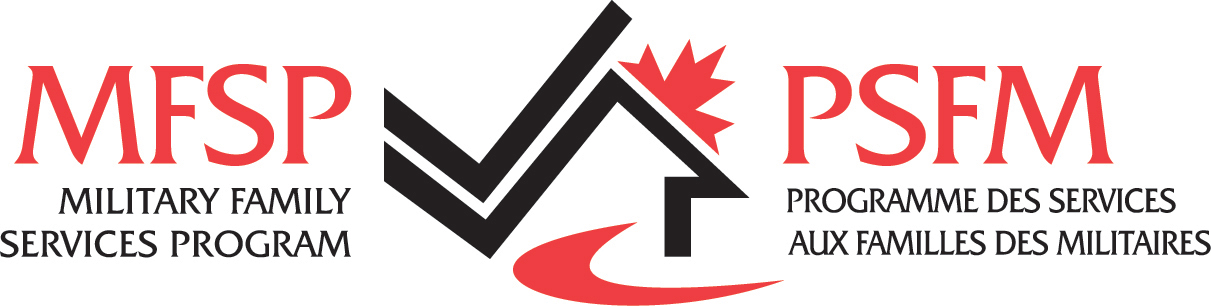 MFSP
MILITARY FAMILY
SERVICES PROGRAM
PSFM
PROGRAMME DES SERVICES
AUX FAMILLES DES MILITAIRES